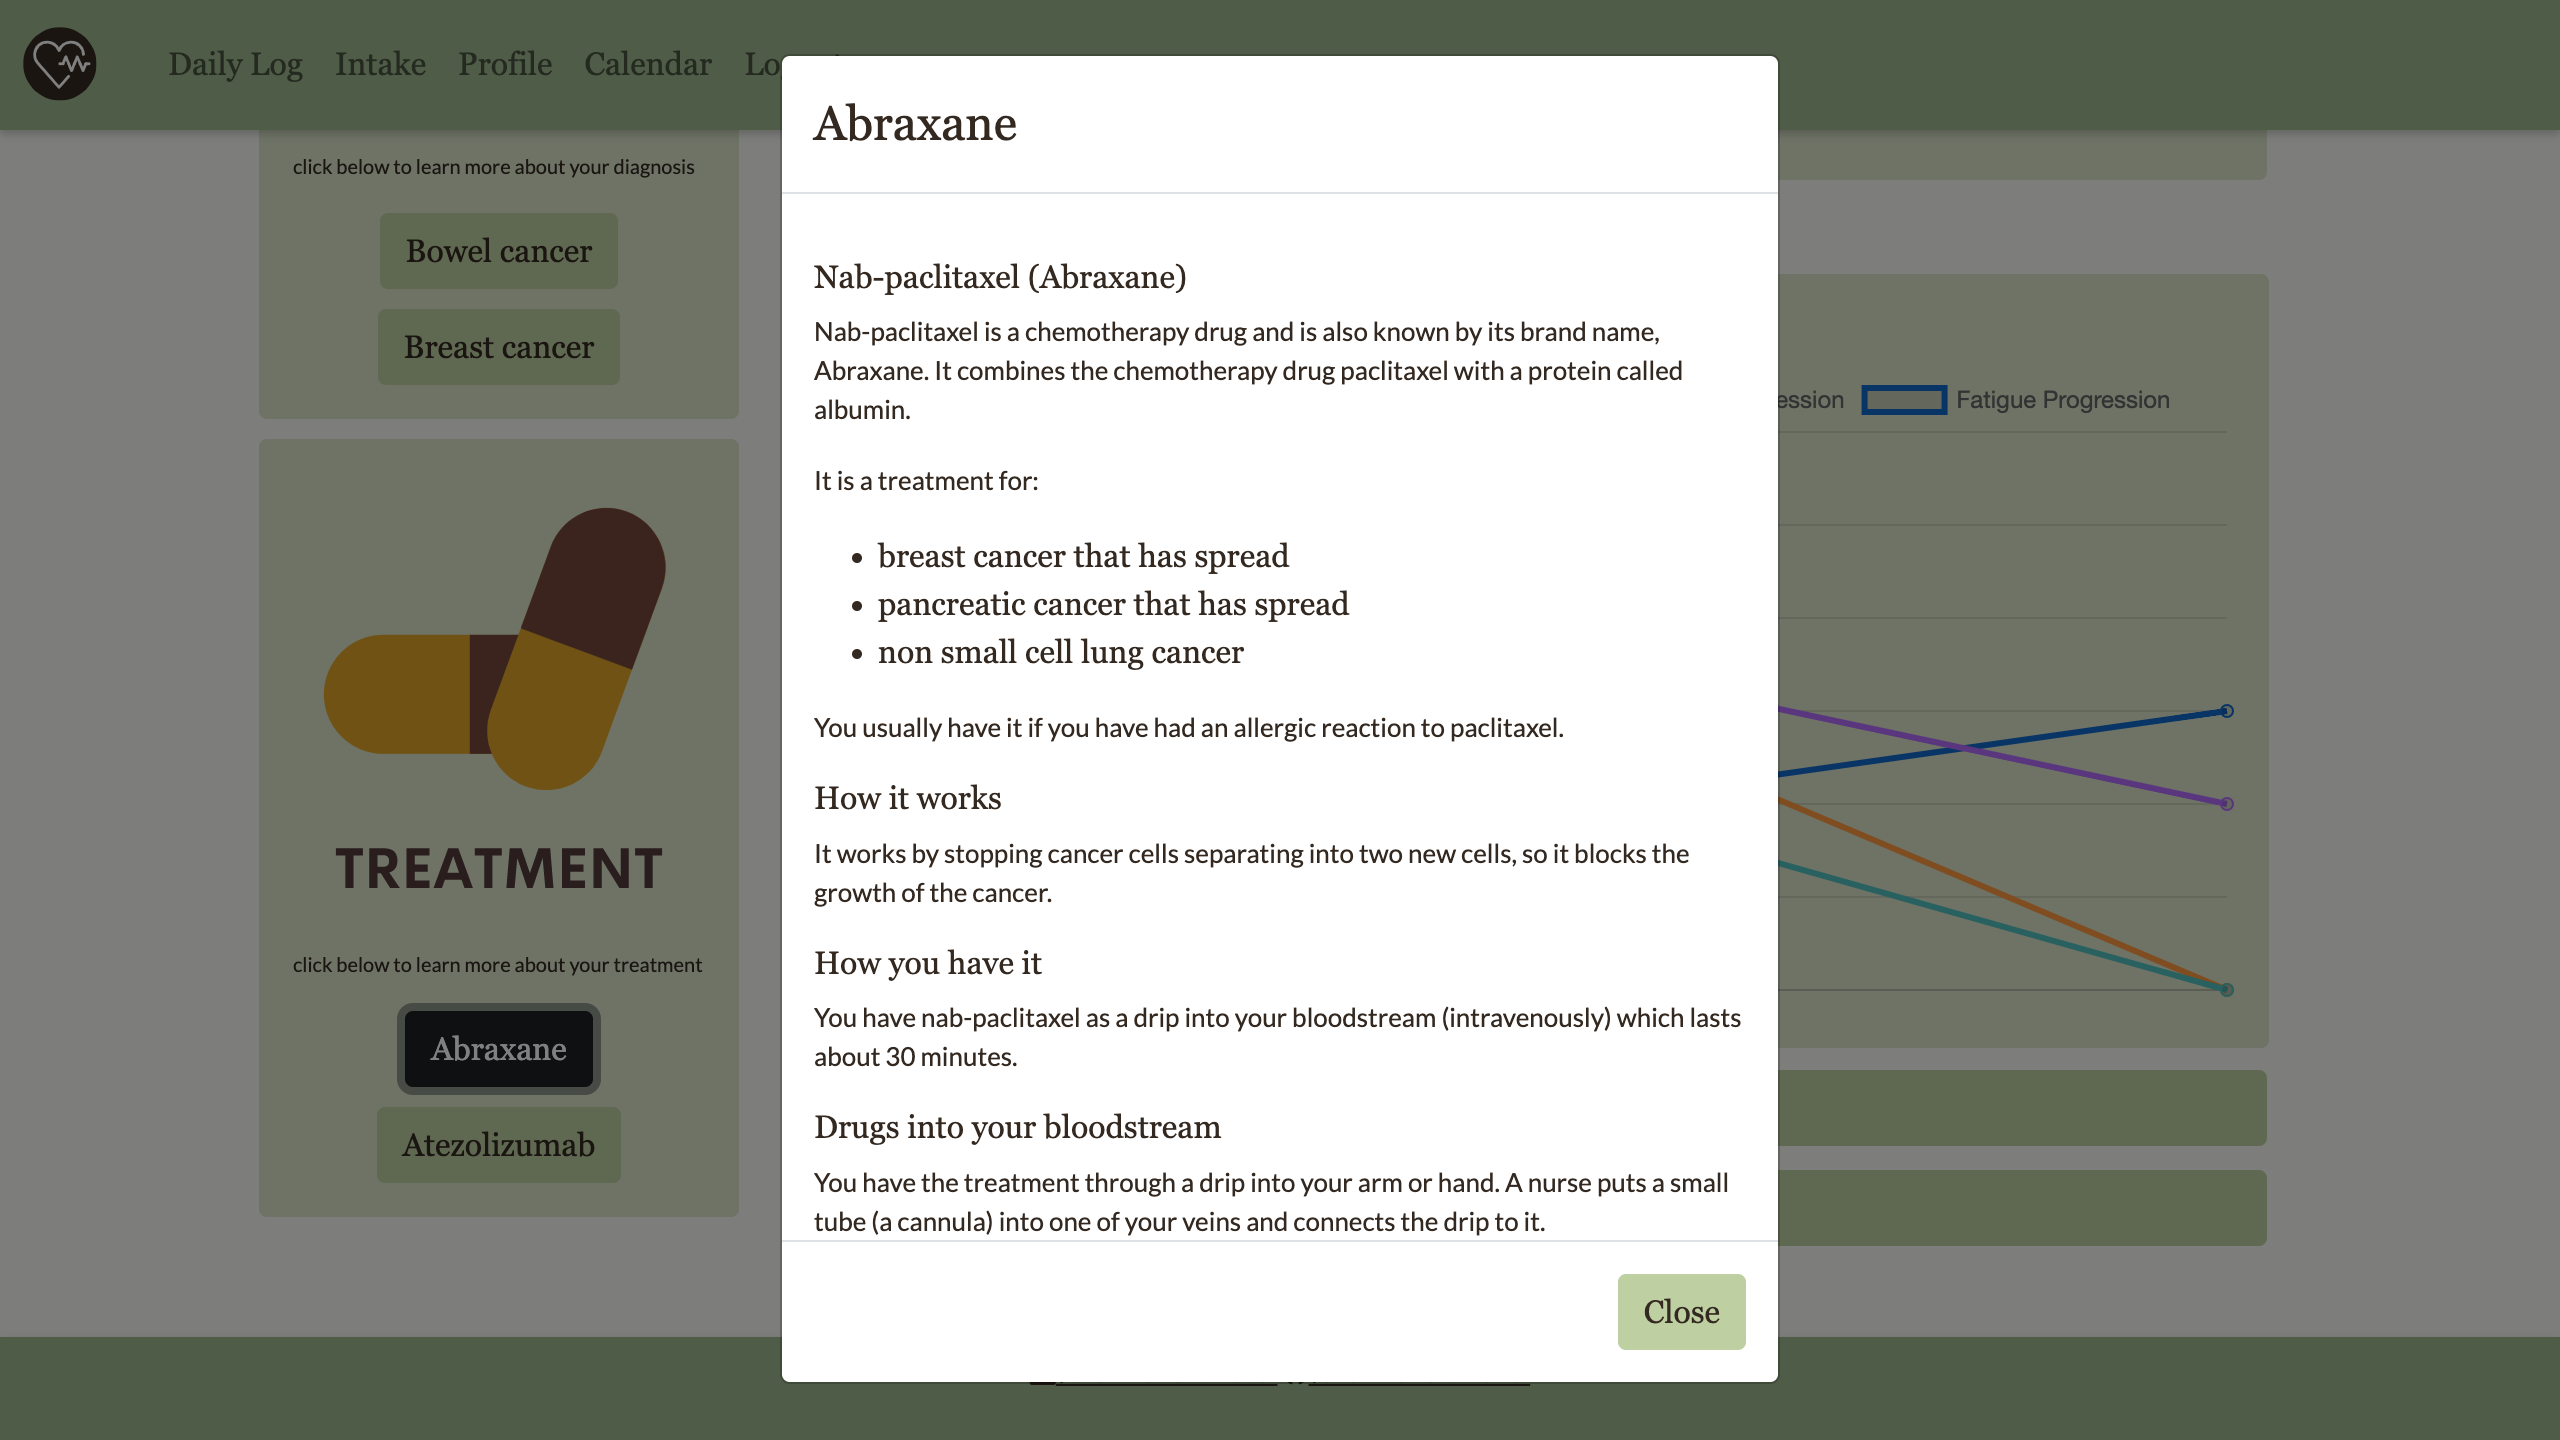 Daily Log Intake Profile Calendar
click below to learn more about your diagnosis
Bowel cancer
Breast cancer
TREATMENT
click below to learn more about your treatment
Abraxane
Atezolizumab
Abraxane
Nab-paclitaxel (Abraxane)
Nab-paclitaxel is a chemotherapy drug and is also known by its brand name,
Abraxane. It combines the chemotherapy drug paclitaxel with a protein called
albumin.
It is a treatment for:
• breast cancer that has spread
• pancreatic cancer that has spread
• non small cell lung cancer
You usually have it if you have had an allergic reaction to paclitaxel.
How it works
It works by stopping cancer cells separating into two new cells, so it blocks the
growth of the cancer.
How you have it
You have nab-paclitaxel as a drip into your bloodstream (intravenously) which lasts
about 30 minutes.
Drugs into your bloodstream
You have the treatment through a drip into your arm or hand. A nurse puts a small
tube (a cannula) into one of your veins and connects the drip to it.
Close
Fatigue Progression